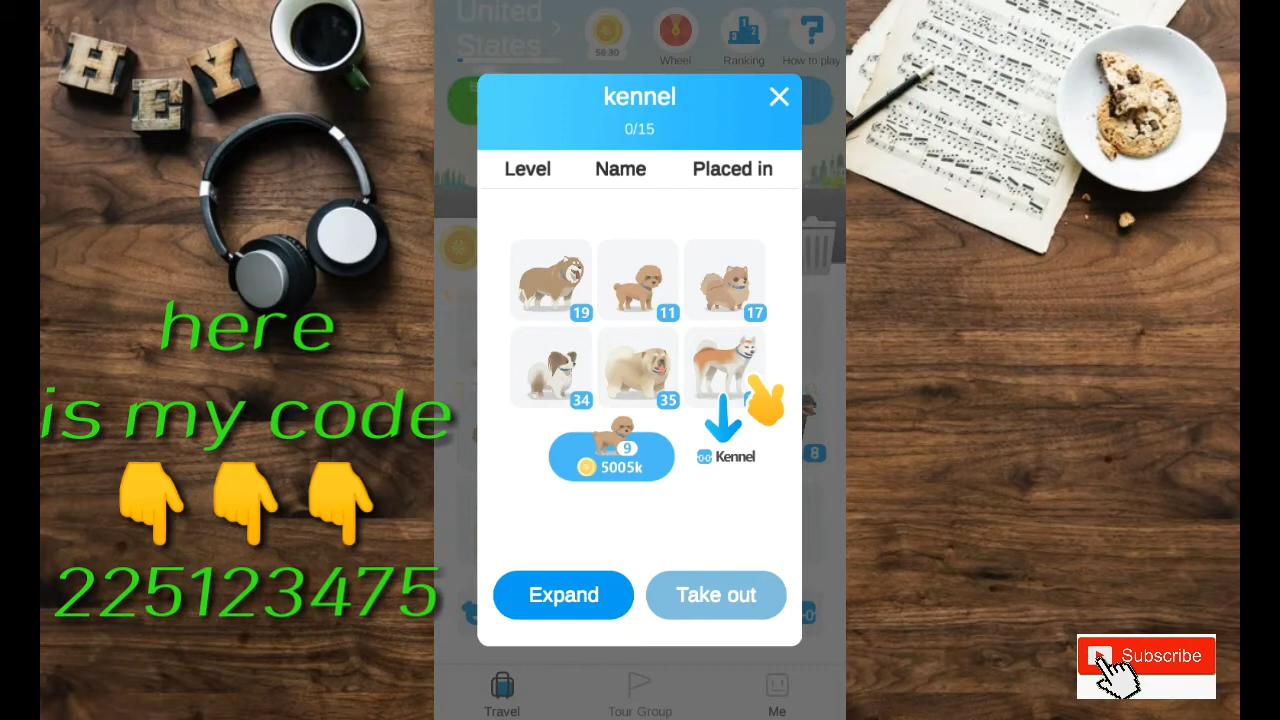 HEY
here
is my code
225123475
United
States
56.30
Wheel
Ranking
How to play
kennel
0/15
Level Name Placed in
19 11 17
34 35
9
5005k
Kennel
8
Expand Take out
Travel Tour Group Me
Subscribe